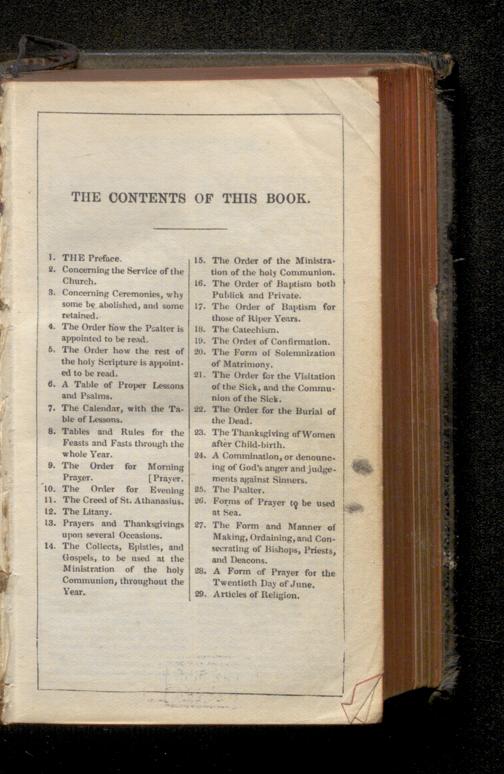 THE CONTENTS OF THIS BOOK.
1. THE Preface.
2. Concerning the Service of the
Church.
3. Concerning Ceremonies, why
some be abolished, and some
retained.
4. The Order how the Psalter is
appointed to be read.
5. The Order how the rest of
the holy Scripture is appoint-
ed to be read.
6. A Table of Proper Lessons
and Psalms.
7. The Calendar, with the Ta-
ble of Lessons.
8. Tables and Rules for the
Feasts and Fasts through the
whole Year.
9. The Order for Morning
Prayer. [Prayer.
10. The Order for Evening
11. The Creed of St. Athanasius.
12. The Litany.
13. Prayers and Thanksgivings
upon several Occasions.
14. The Collects, Epistles, and
Gospels, to be used at the
Ministration of the holy
Communion, throughout the
Year.
15. The Order of the Ministra-
tion of the holy Communion.
16. The Order of Baptism both
Publick and Private.
17. The Order of Baptism for
those of Riper Years.
18. The Catechism.
19. The Order of Confirmation.
20. The Form of Solemnization
of Matrimony.
21. The Order for the Visitation
of the Sick, and the Commu-
nion of the Sick.
22. The Order for the Burial of
the Dead.
23. The Thanksgiving of Women
after Child-birth.
24. A Commination, or denounc-
ing of God's anger and judge-
ments against Sinners.
25. The Psalter.
26. Forms of Prayer to be used
at Sea.
27. The Form and Manner of
Making, Ordaining, and Con-
secrating of Bishops, Priests,
and Deacons.
28. A Form of Prayer for the
Twentieth Day of June.
29. Articles of Religion.